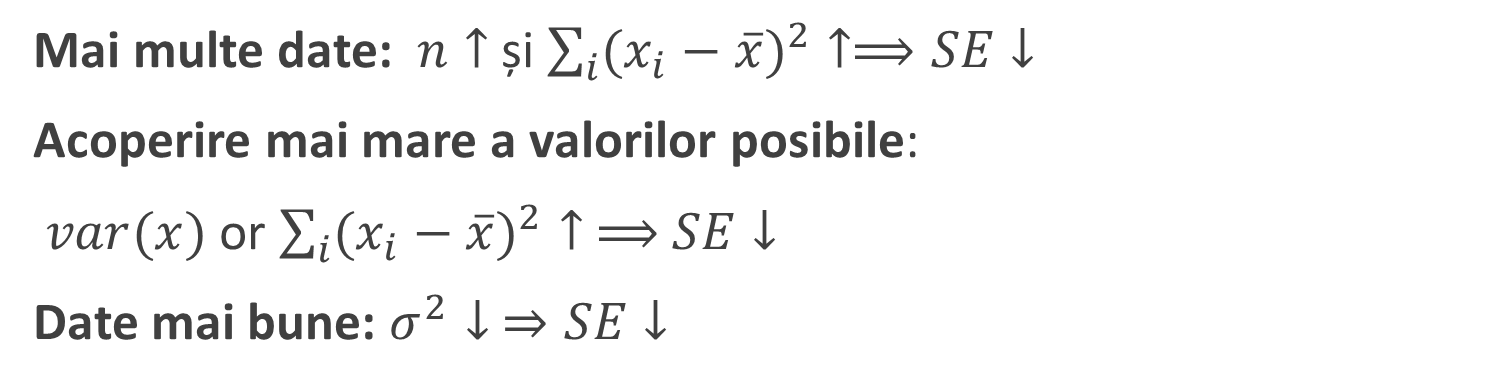 Mai multe date: n ↑ și ∑ᵢ(xᵢ − x̄)² ↑⟹ SE ↓
Acoperire mai mare a valorilor posibile:
var(x) or ∑ᵢ(xᵢ − x̄)² ↑ ⟹ SE ↓
Date mai bune: σ² ↓ ⇒ SE ↓